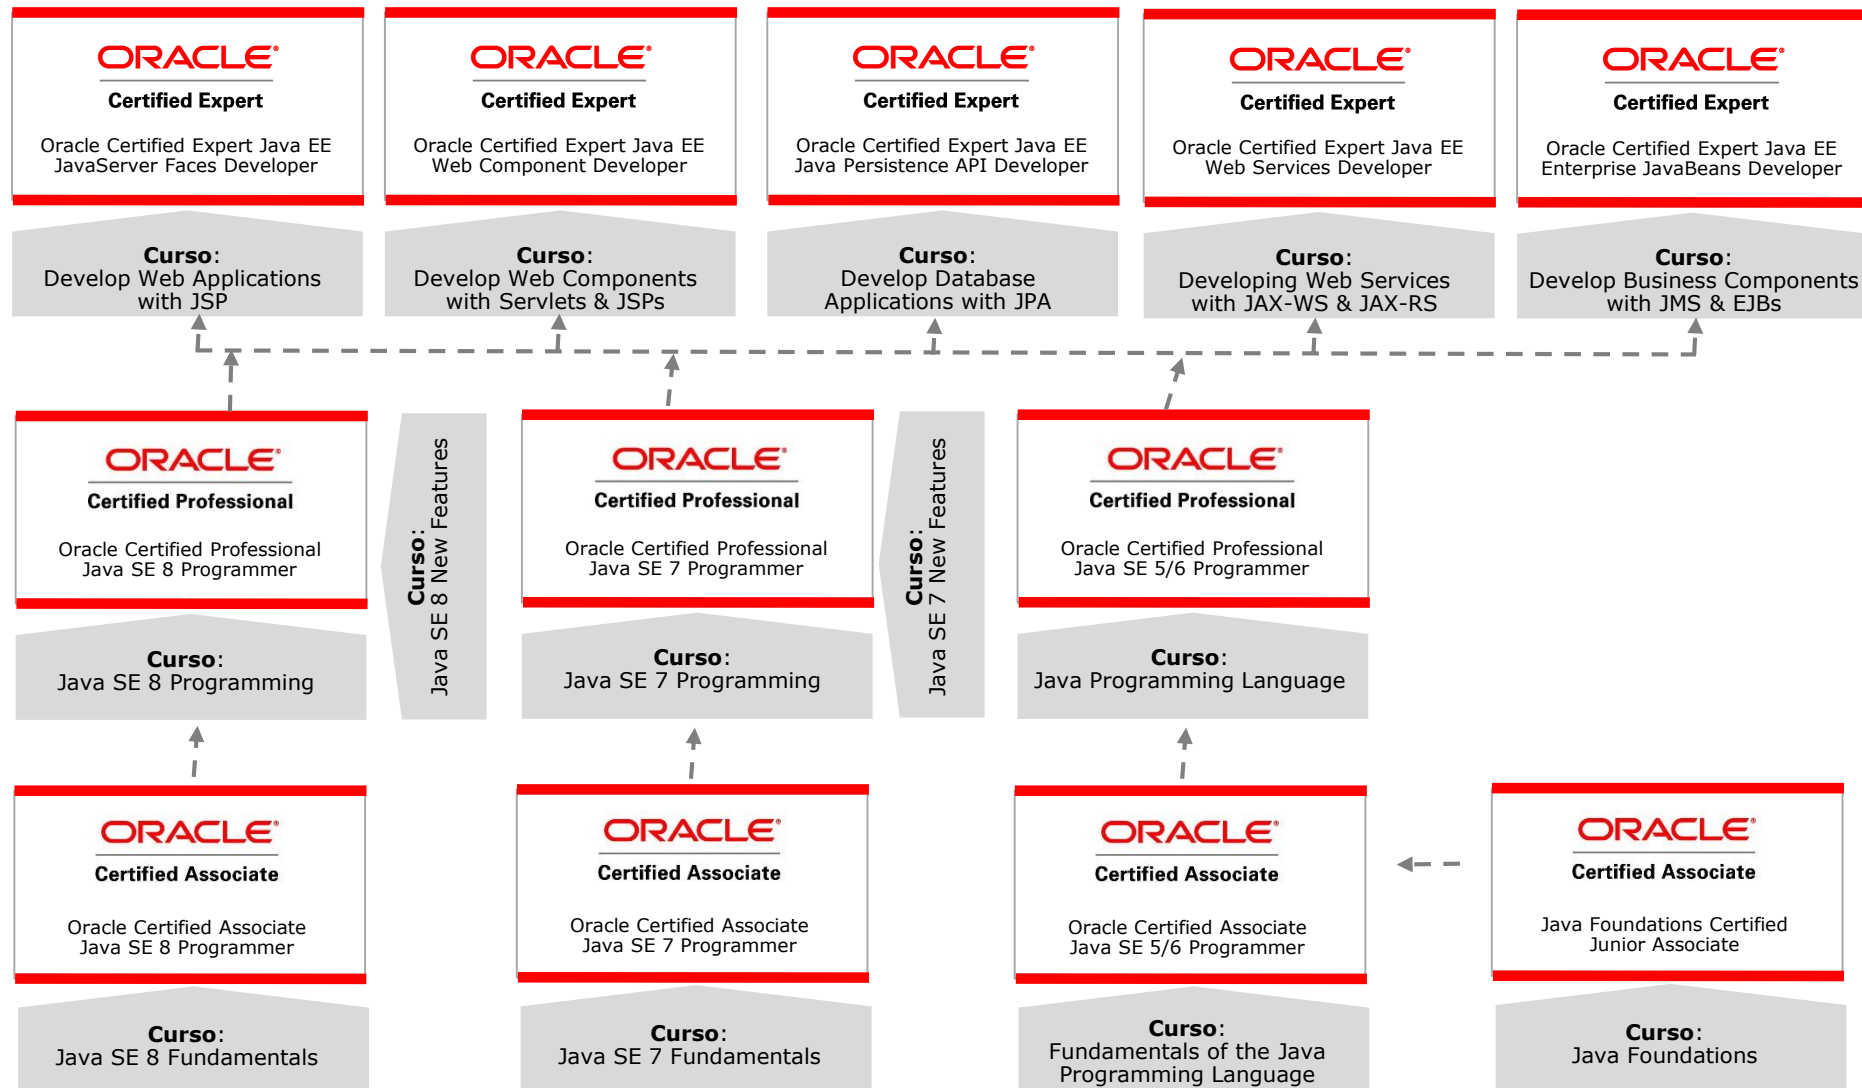 ORACLE®
Certified Expert
Oracle Certified Expert Java EE
JavaServer Faces Developer
ORACLE®
Certified Expert
Oracle Certified Expert Java EE
Web Component Developer
ORACLE®
Certified Expert
Oracle Certified Expert Java EE
Java Persistence API Developer
ORACLE®
Certified Expert
Oracle Certified Expert Java EE
Web Services Developer
ORACLE®
Certified Expert
Oracle Certified Expert Java EE
Enterprise JavaBeans Developer
Curso:
Develop Web Applications
with JSP
Curso:
Develop Web Components
with Servlets & JSPs
Curso:
Develop Database
Applications with JPA
Curso:
Developing Web Services
with JAX-WS & JAX-RS
Curso:
Develop Business Components
with JMS & EJBs
ORACLE®
Certified Professional
Oracle Certified Professional
Java SE 8 Programmer
Curso:
Java SE 8 New Features
ORACLE®
Certified Professional
Oracle Certified Professional
Java SE 7 Programmer
Curso:
Java SE 7 New Features
ORACLE®
Certified Professional
Oracle Certified Professional
Java SE 5/6 Programmer
Curso:
Java SE 8 Programming
Curso:
Java SE 7 Programming
Curso:
Java Programming Language
ORACLE®
Certified Associate
Oracle Certified Associate
Java SE 8 Programmer
ORACLE®
Certified Associate
Oracle Certified Associate
Java SE 7 Programmer
ORACLE®
Certified Associate
Oracle Certified Associate
Java SE 5/6 Programmer
ORACLE®
Certified Associate
Java Foundations Certified
Junior Associate
Curso:
Java SE 8 Fundamentals
Curso:
Java SE 7 Fundamentals
Curso:
Fundamentals of the Java
Programming Language
Curso:
Java Foundations